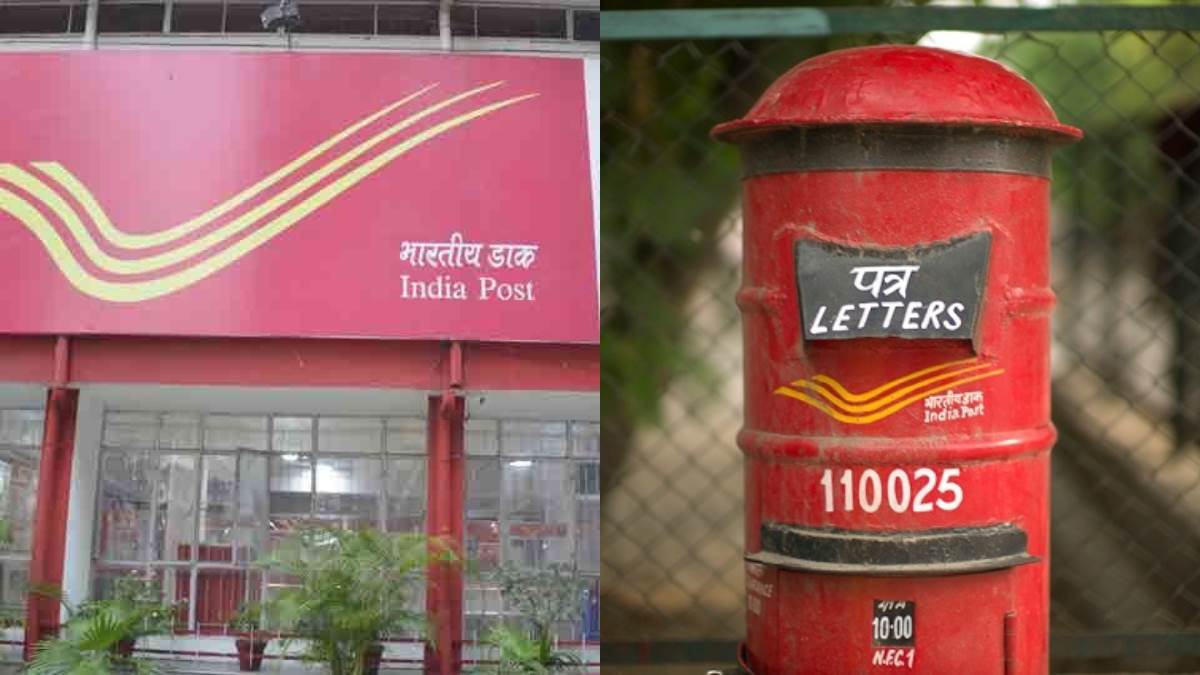 भारतीय डाक
India Post
पत्र
LETTERS
भारतीय डाक
India Post
110025
10·00
N.F.C.1